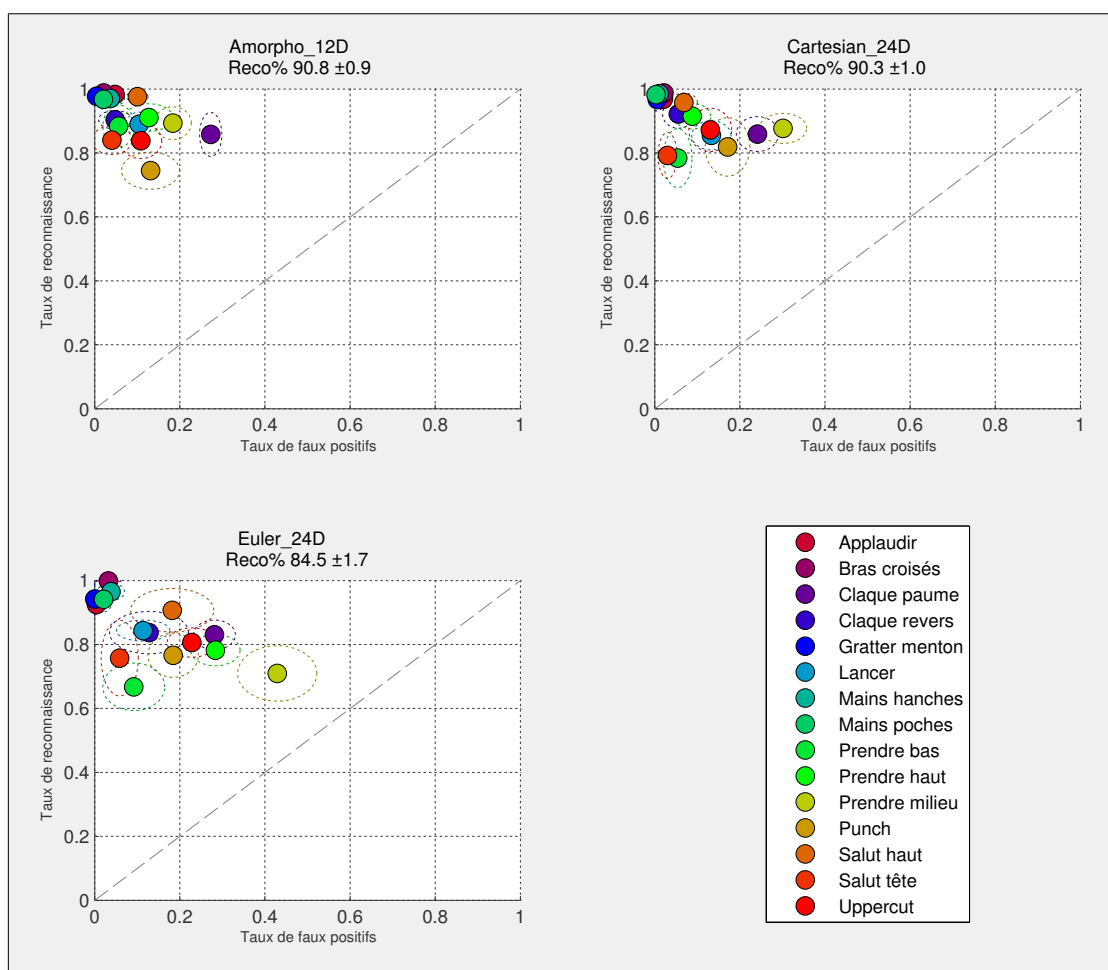 Amorpho_12D
Reco% 90.8 ±0.9
1
0.8
0.6
0.4
0.2
0
0 0.2 0.4 0.6 0.8 1
Taux de reconnaissance
Taux de faux positifs
Cartesian_24D
Reco% 90.3 ±1.0
1
0.8
0.6
0.4
0.2
0
0 0.2 0.4 0.6 0.8 1
Taux de reconnaissance
Taux de faux positifs
Euler_24D
Reco% 84.5 ±1.7
1
0.8
0.6
0.4
0.2
0
0 0.2 0.4 0.6 0.8 1
Taux de reconnaissance
Taux de faux positifs
Applaudir
Bras croisés
Claque paume
Claque revers
Gratter menton
Lancer
Mains hanches
Mains poches
Prendre bas
Prendre haut
Prendre milieu
Punch
Salut haut
Salut tête
Uppercut